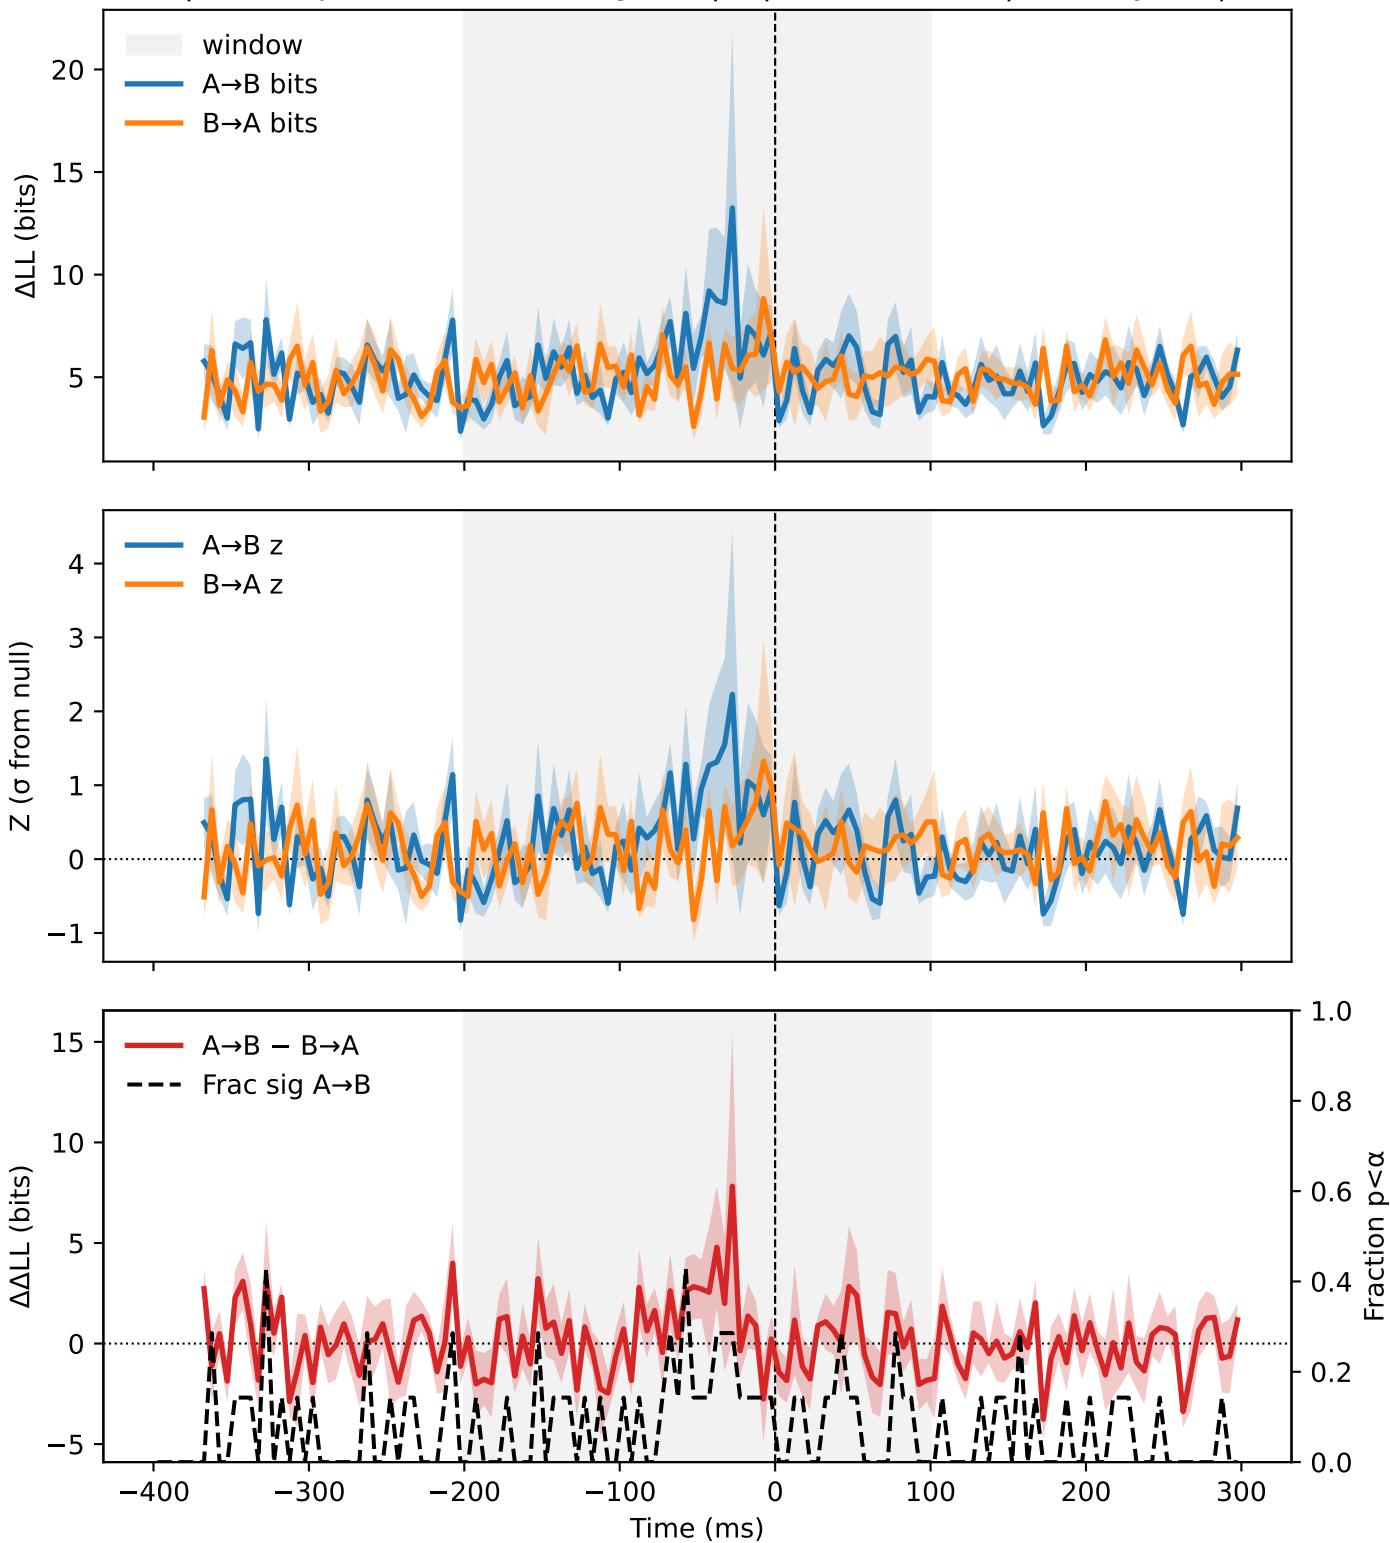 window
A→B bits
B→A bits
20
15
10
5
ΔLL (bits)
A→B z
B→A z
4
3
2
1
0
−1
Z (σ from null)
A→B − B→A
Frac sig A→B
15
10
5
0
−5
ΔΔLL (bits)
1.0
0.8
0.6
0.4
0.2
0.0
Fraction p<α
−400 −300 −200 −100 0 100 200 300
Time (ms)